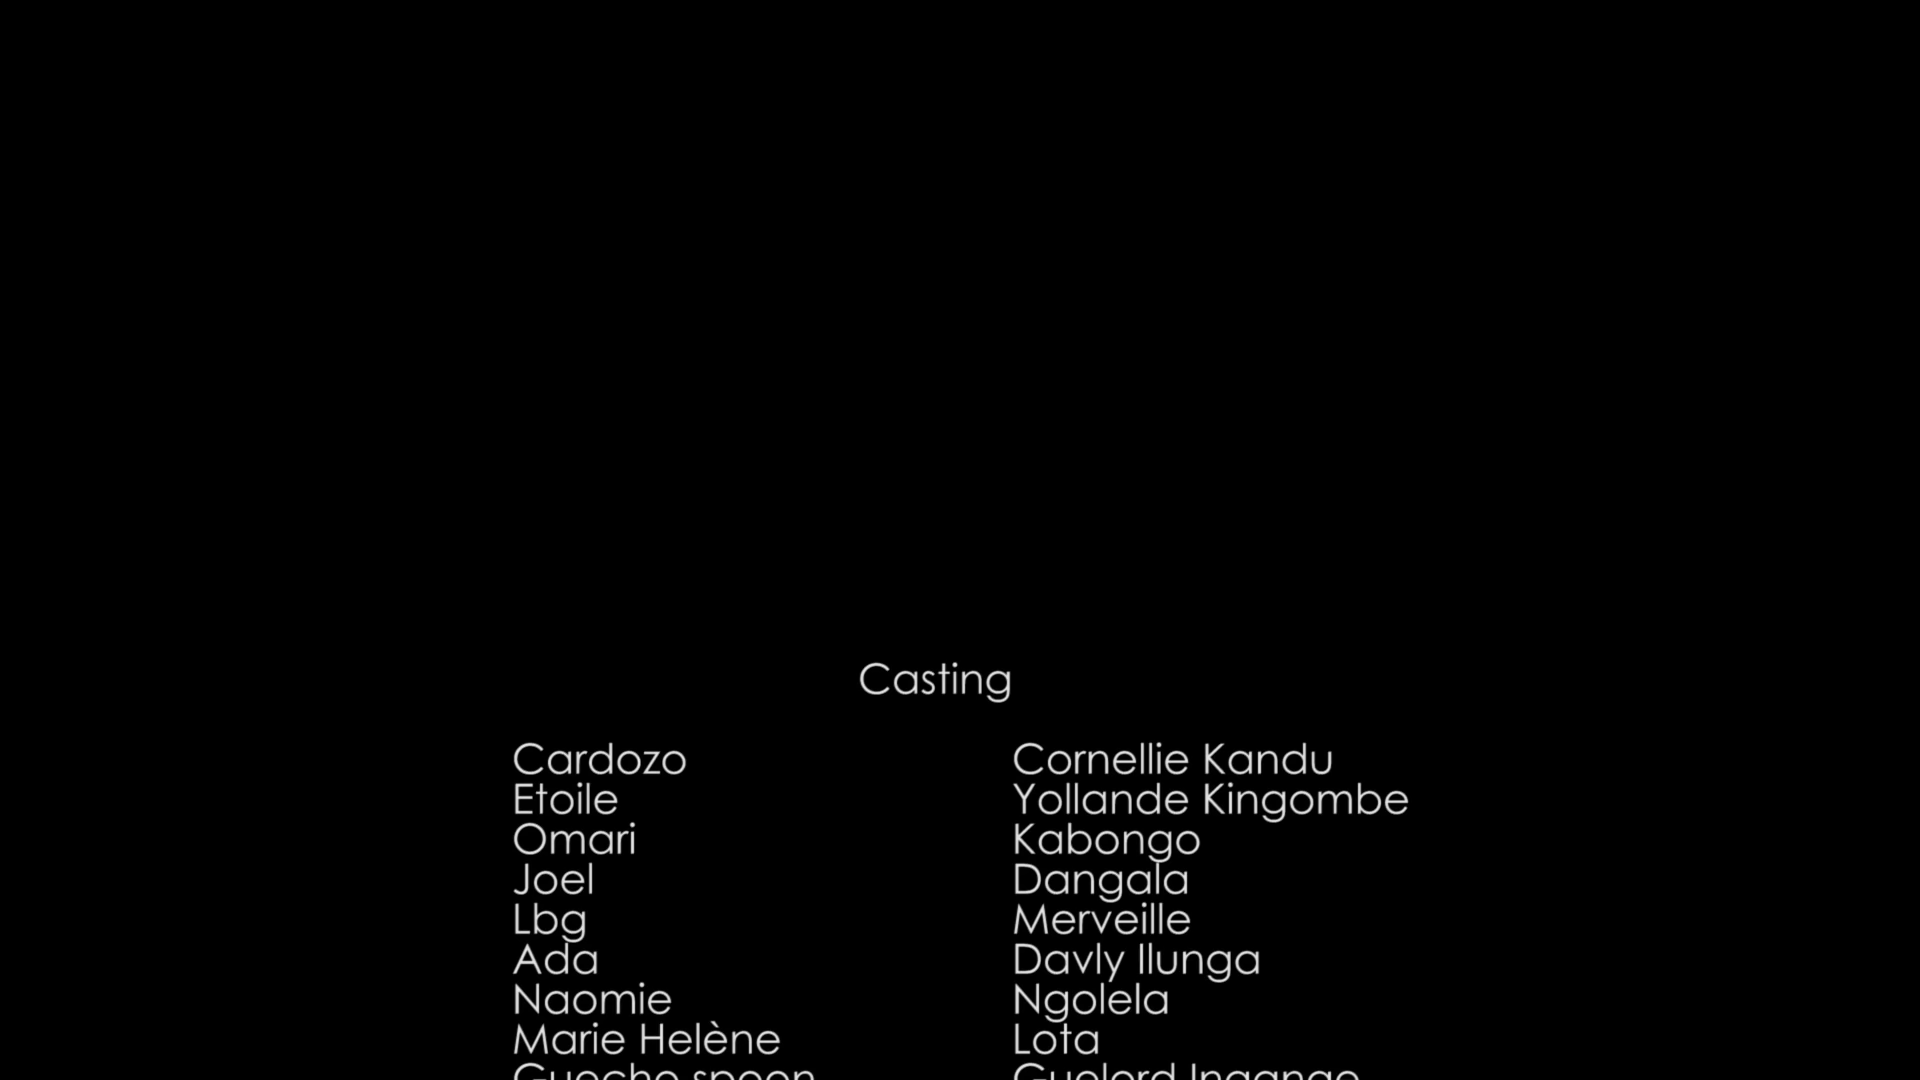 Casting
Cardozo Cornellie Kandu
Etoile Yollande Kingombe
Omari Kabongo
Joel Dangala
Lbg Merveille
Ada Davly Ilunga
Naomie Ngolela
Marie Helène Lota